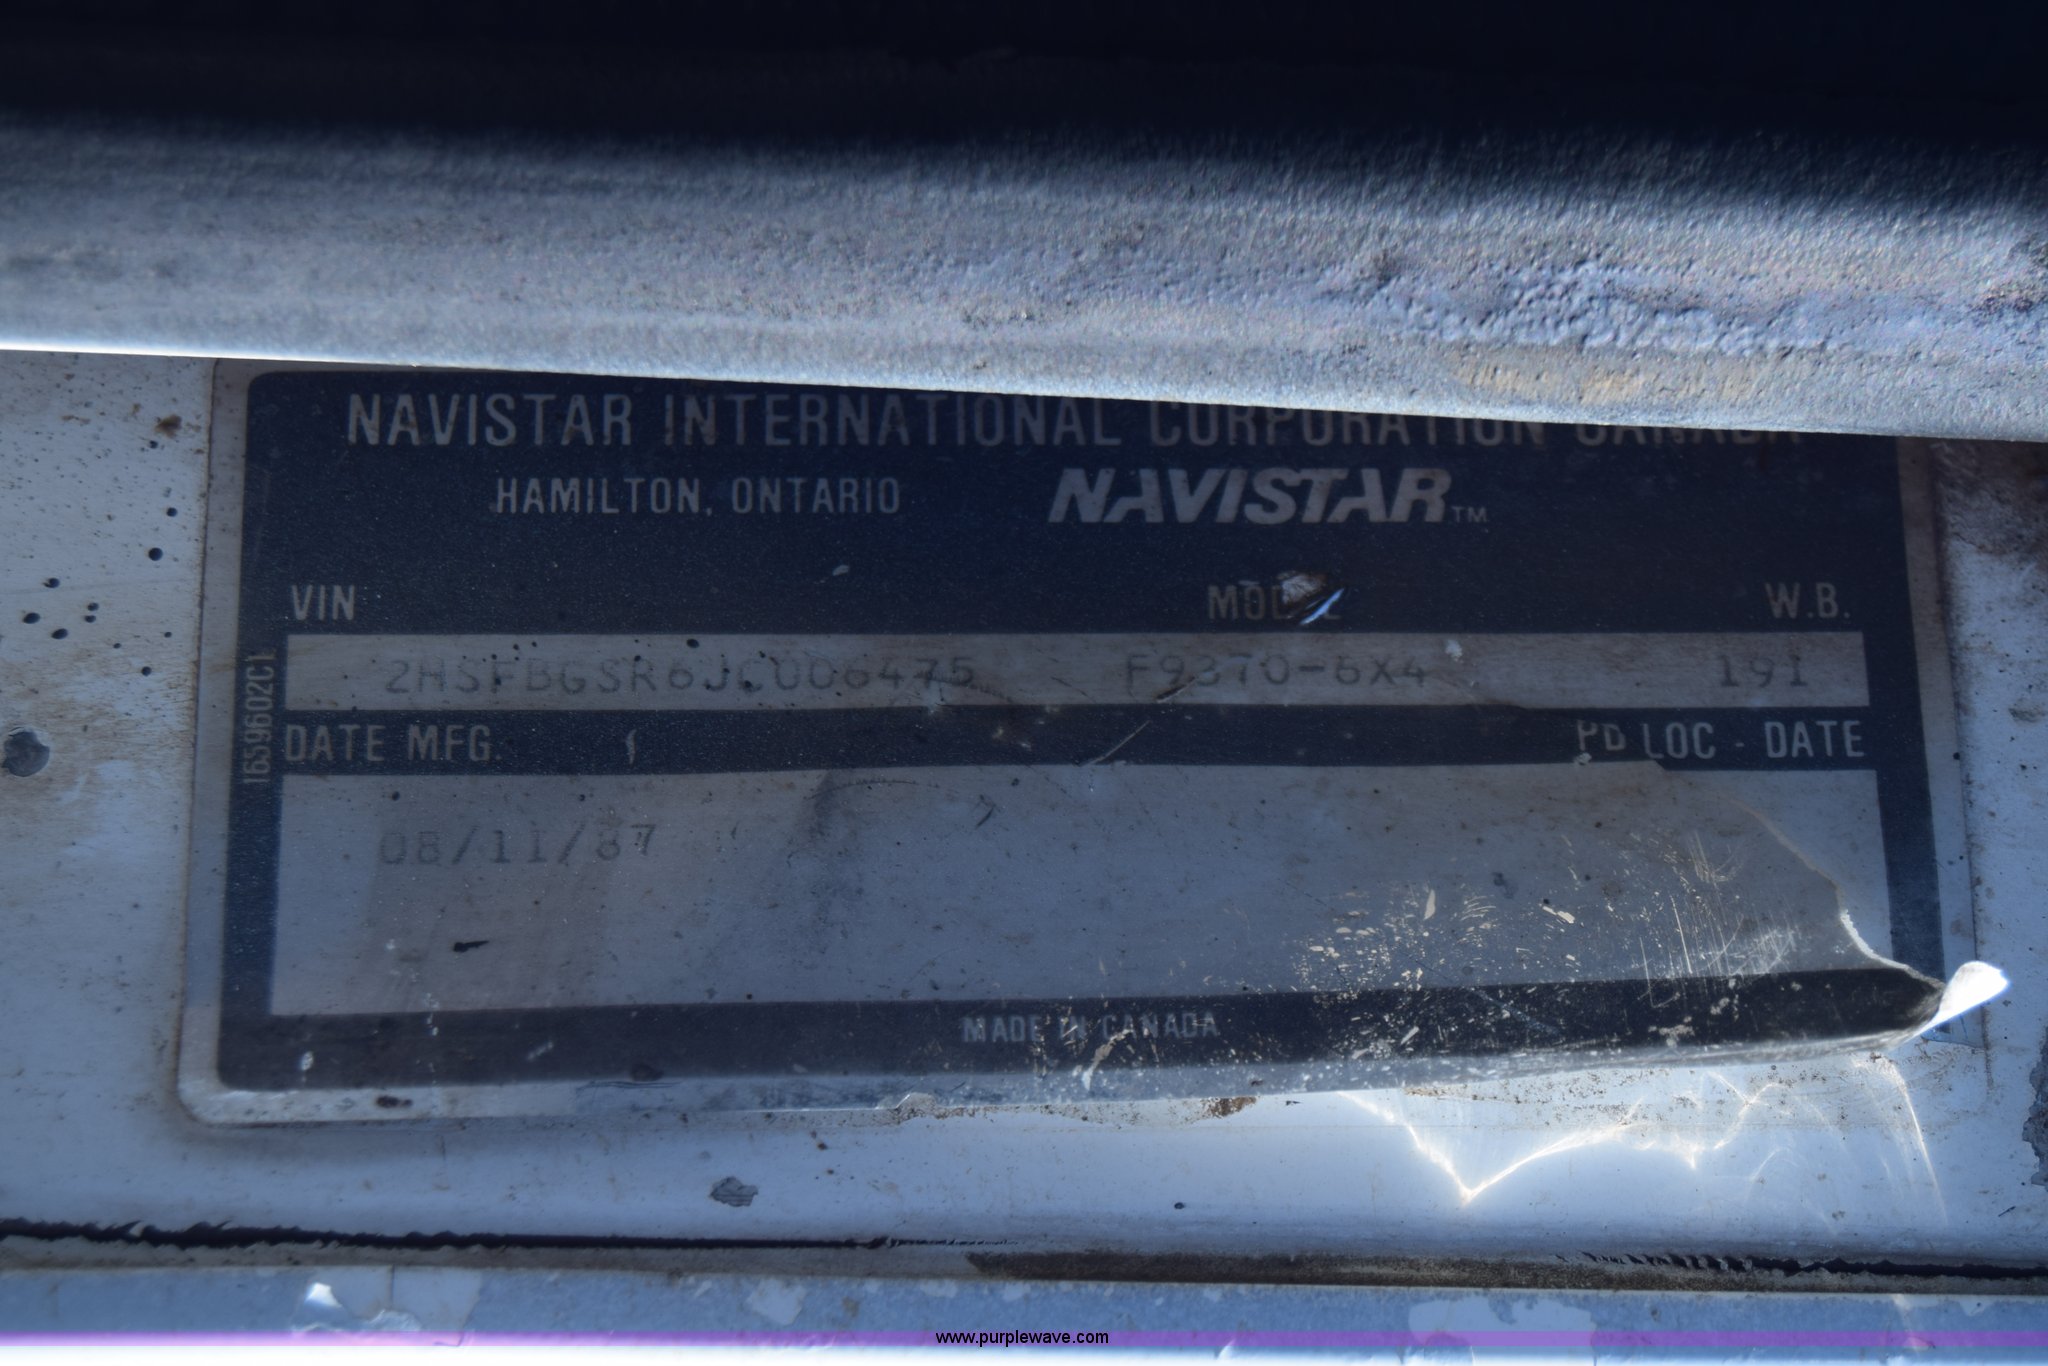 NAVISTAR INTERNATIONAL CORPORATION CANADA
HAMILTON, ONTARIO NAVISTAR™
VIN MODEL W.B.
2HSFBGSR6JC006475 F9370-6X4 191
DATE MFG. PD LOC - DATE
08/11/87
MADE IN CANADA
1659602C1
www.purplewave.com